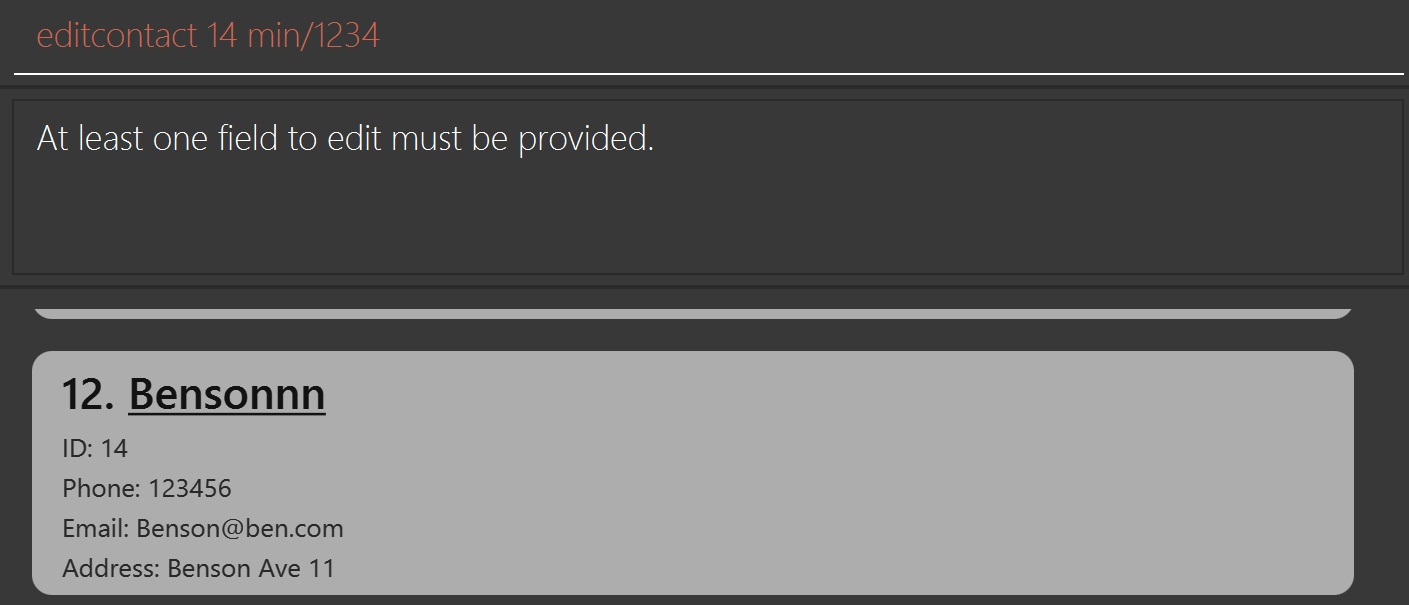 editcontact 14 min/1234
At least one field to edit must be provided.
12. Bensonnn
ID: 14
Phone: 123456
Email: Benson@ben.com
Address: Benson Ave 11